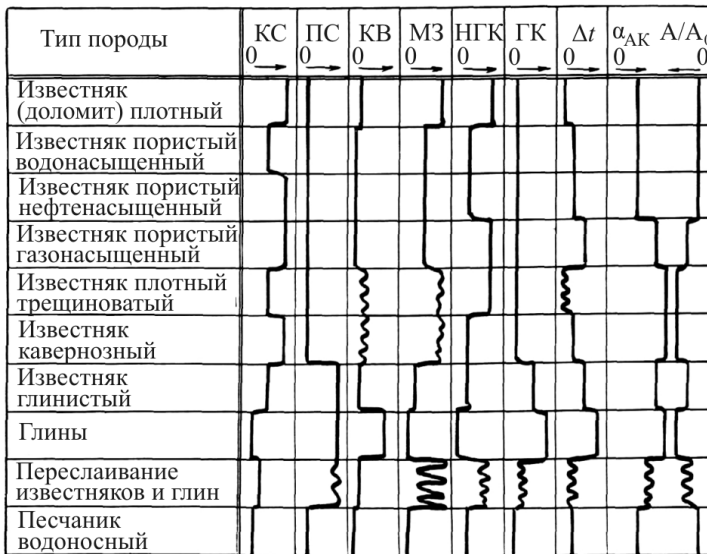 Тип породы КС ПС КВ МЗ НГК ГК Δt αАК А/А0
0 0 0 0 0 0 0 0 0
Известняк
(доломит) плотный
Известняк пористый
водонасыщенный
Известняк пористый
нефтенасыщенный
Известняк пористый
газонасыщенный
Известняк плотный
трещиноватый
Известняк
кавернозный
Известняк
глинистый
Глины
Переслаивание
известняков и глин
Песчаник
водоносный